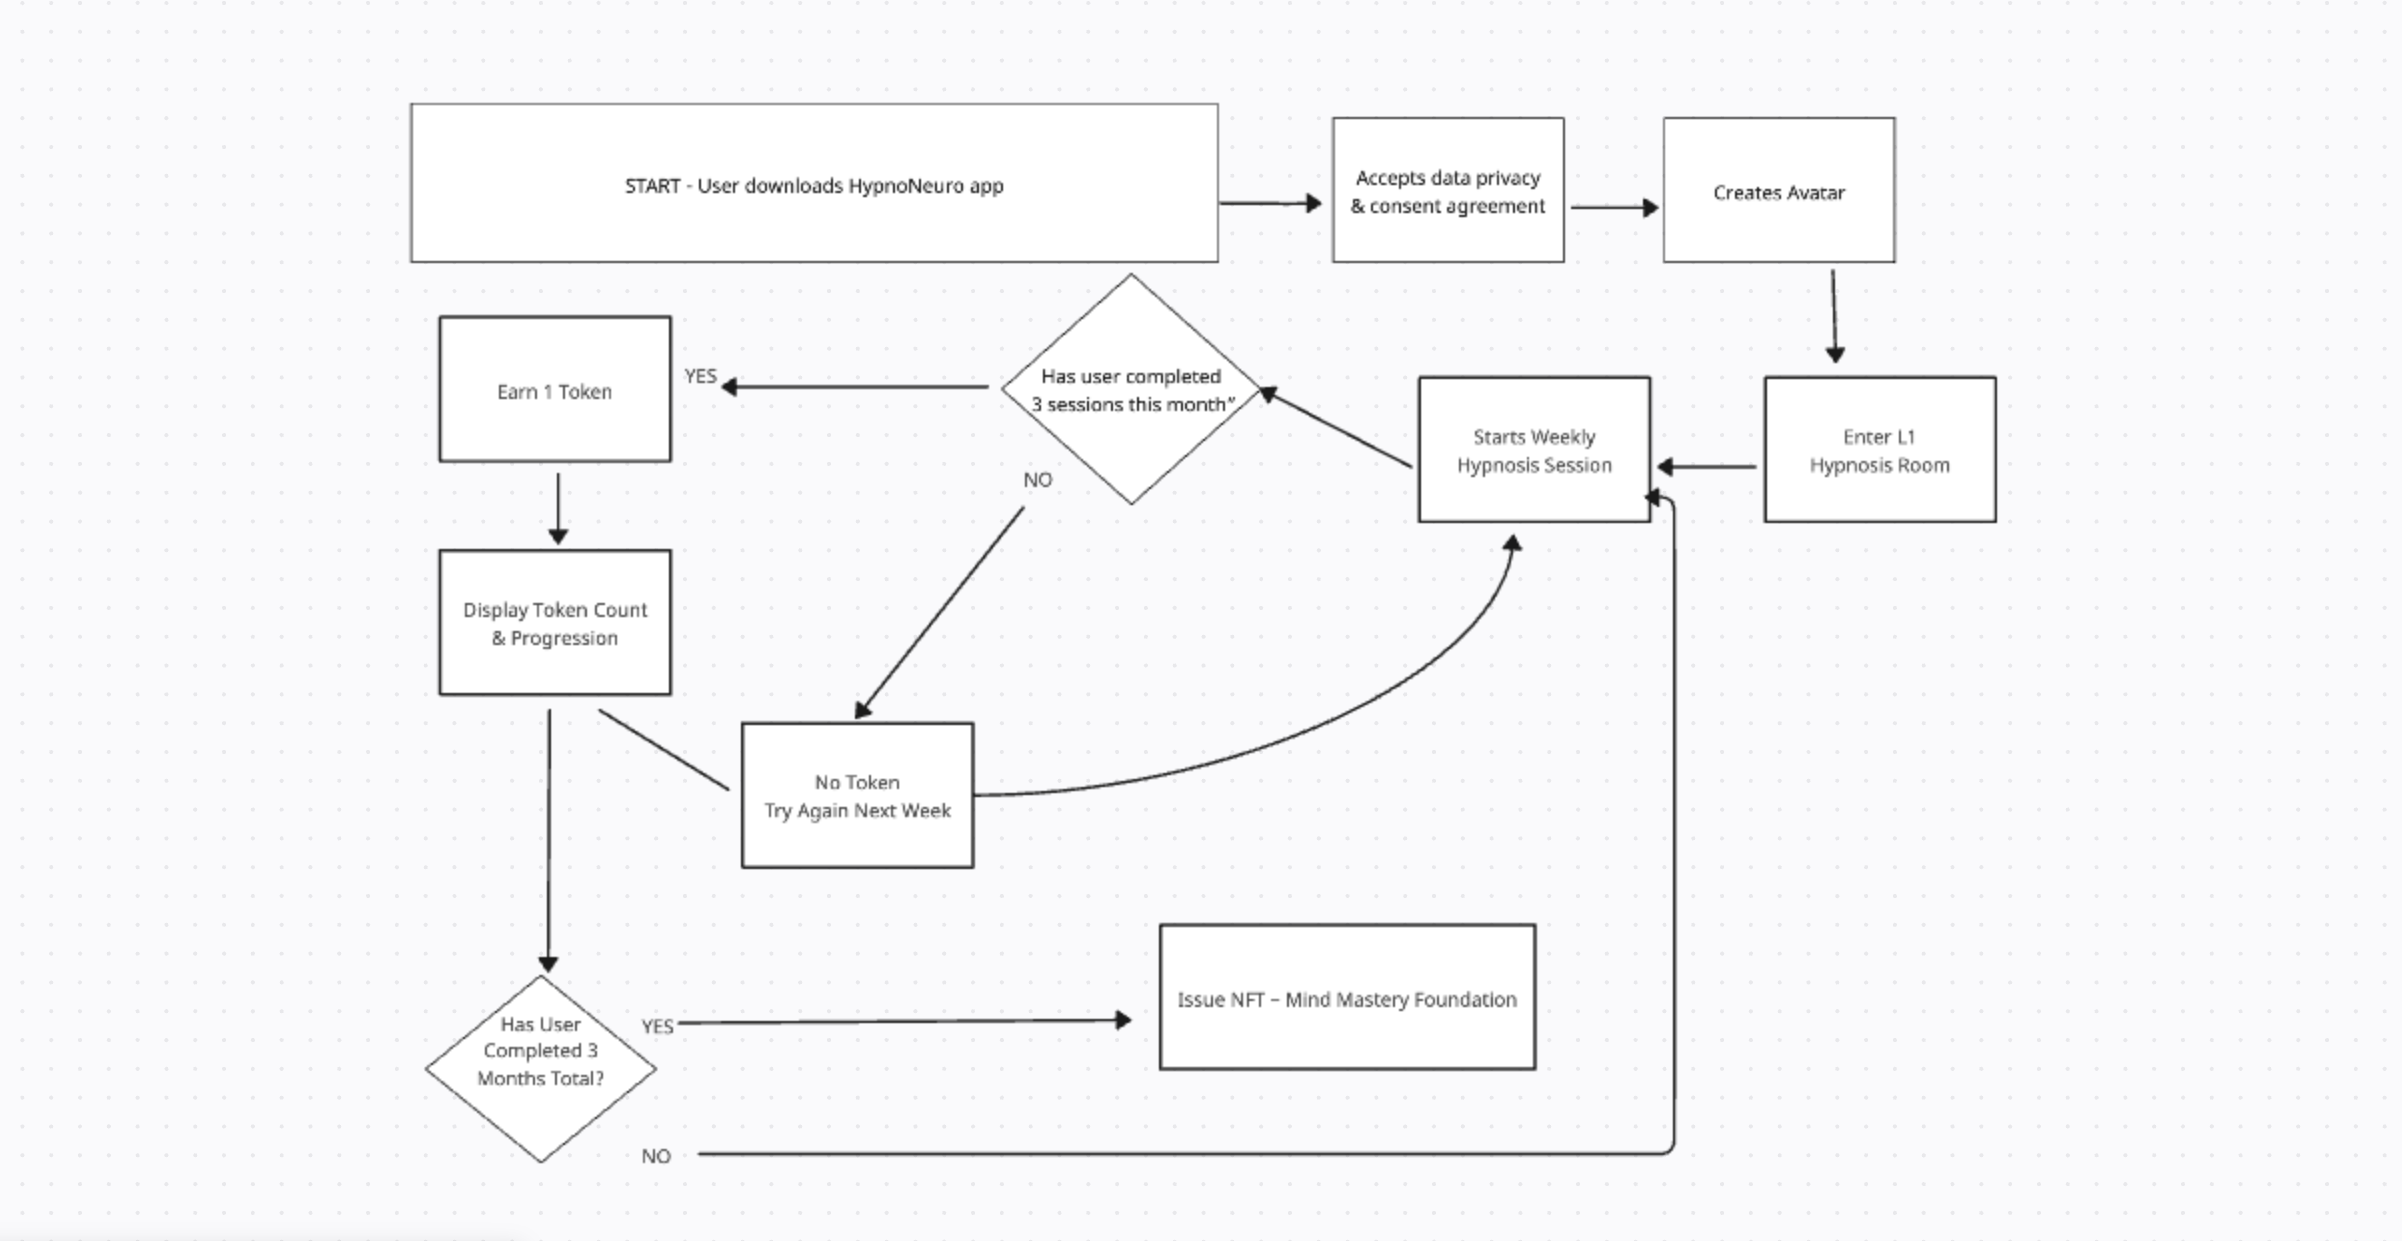 START - User downloads HypnoNeuro app
Accepts data privacy
& consent agreement
Creates Avatar
Earn 1 Token
YES
Has user completed
3 sessions this month”
NO
Starts Weekly
Hypnosis Session
Enter L1
Hypnosis Room
Display Token Count
& Progression
No Token
Try Again Next Week
Has User
Completed 3
Months Total?
YES
Issue NFT – Mind Mastery Foundation
NO